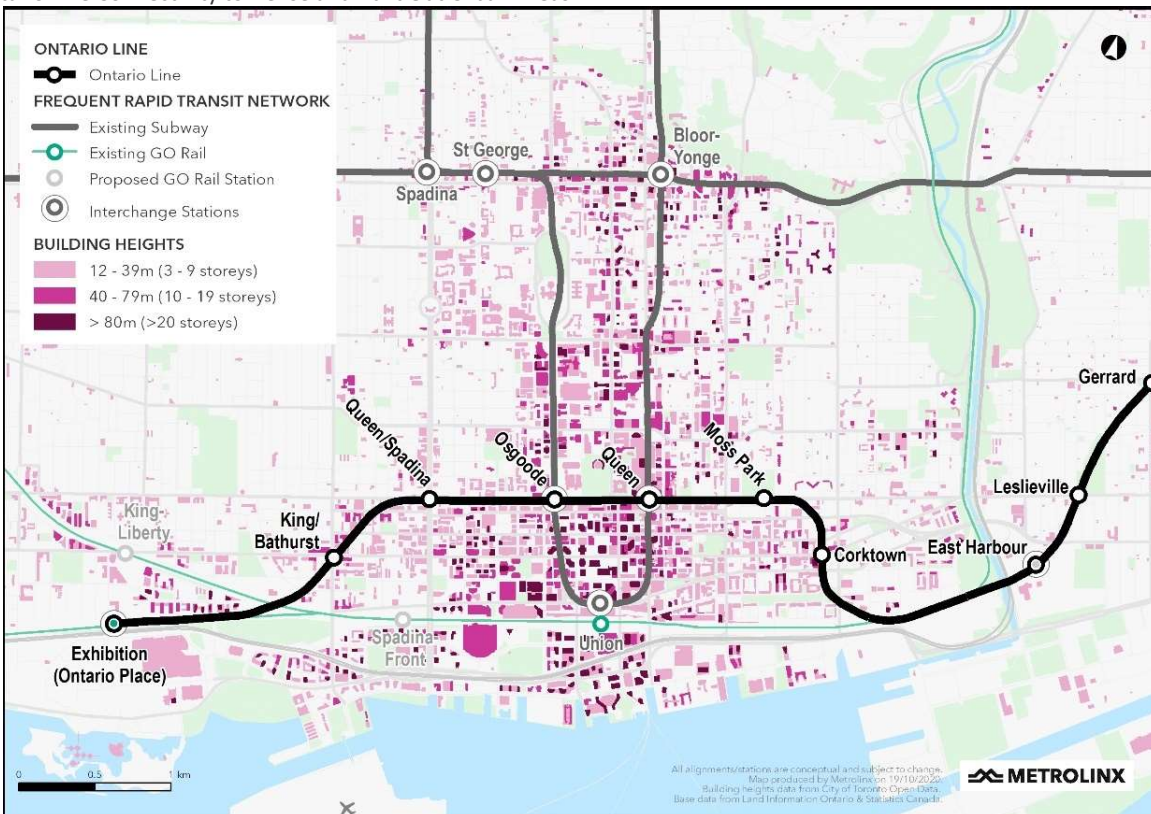 ONTARIO LINE
Ontario Line
FREQUENT RAPID TRANSIT NETWORK
Existing Subway
Existing GO Rail
Proposed GO Rail Station
Interchange Stations
BUILDING HEIGHTS
12 - 39m (3 - 9 storeys)
40 - 79m (10 - 19 storeys)
> 80m (>20 storeys)
St George
Bloor-
Yonge
Spadina
Gerrard
Queen/Spadina
Osgoode
Queen
Moss Park
Leslieville
King-
Liberty
King/
Bathurst
Corktown
East Harbour
Exhibition
(Ontario Place)
Spadina-
Front
Union
0 0.5 1 km
All alignments/stations are conceptual and subject to change.
Map produced by Metrolinx on 19/10/2020.
Building heights data from City of Toronto Open Data.
Base data from Land Information Ontario & Statistics Canada.
METROLINX